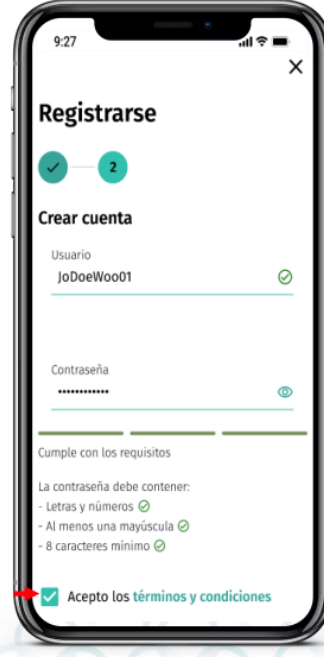 9:27
Registrarse
2
Crear cuenta
Usuario
JoDoeWoo01
Contraseña
••••••••••••
Cumple con los requisitos
La contraseña debe contener:
- Letras y números
- Al menos una mayúscula
- 8 caracteres mínimo
Acepto los términos y condiciones